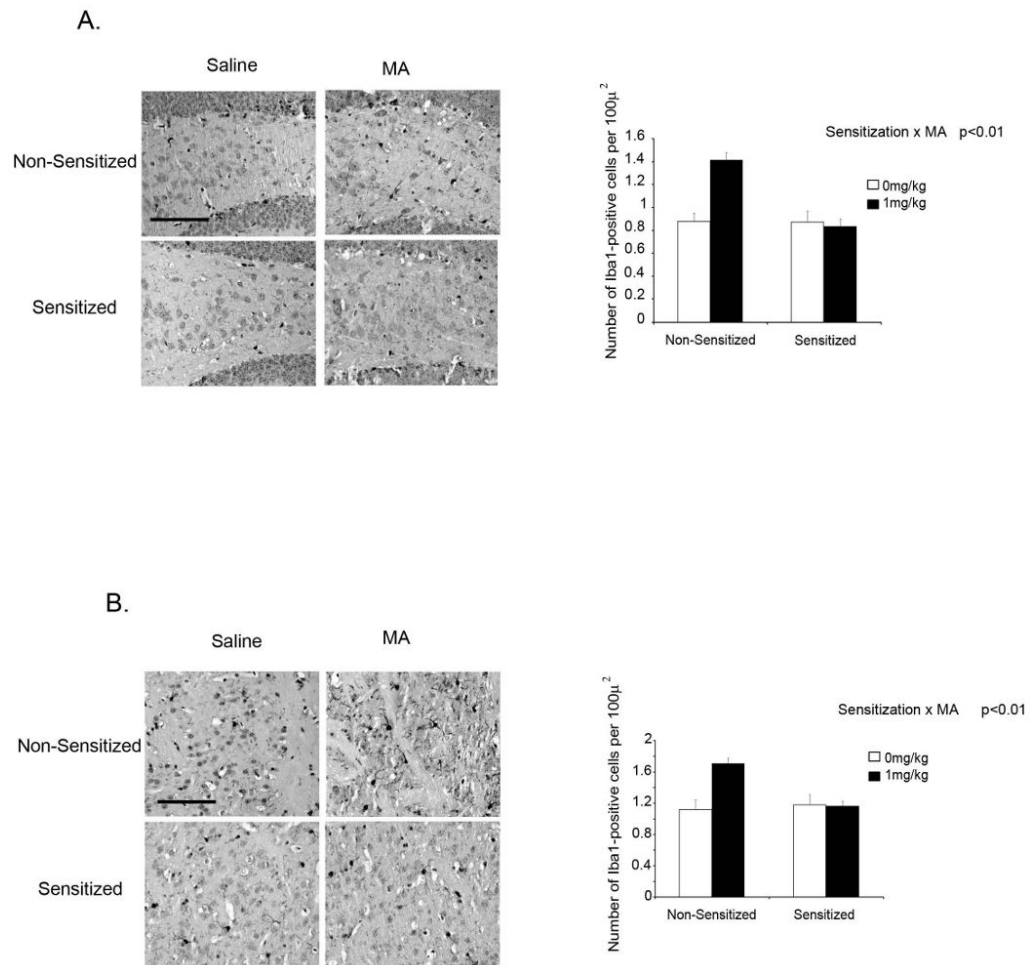 A.
Saline
MA
Non-Sensitized
Sensitized
Number of Iba1-positive cells per 100µ²
Sensitization x MA p<0.01
0mg/kg
1mg/kg
1.6
1.4
1.2
1
0.8
0.6
0.4
0.2
0
Non-Sensitized
Sensitized
B.
Saline
MA
Non-Sensitized
Sensitized
Number of Iba1-positive cells per 100µ²
Sensitization x MA p<0.01
0mg/kg
1mg/kg
2
1.6
1.2
0.8
0.4
0
Non-Sensitized
Sensitized